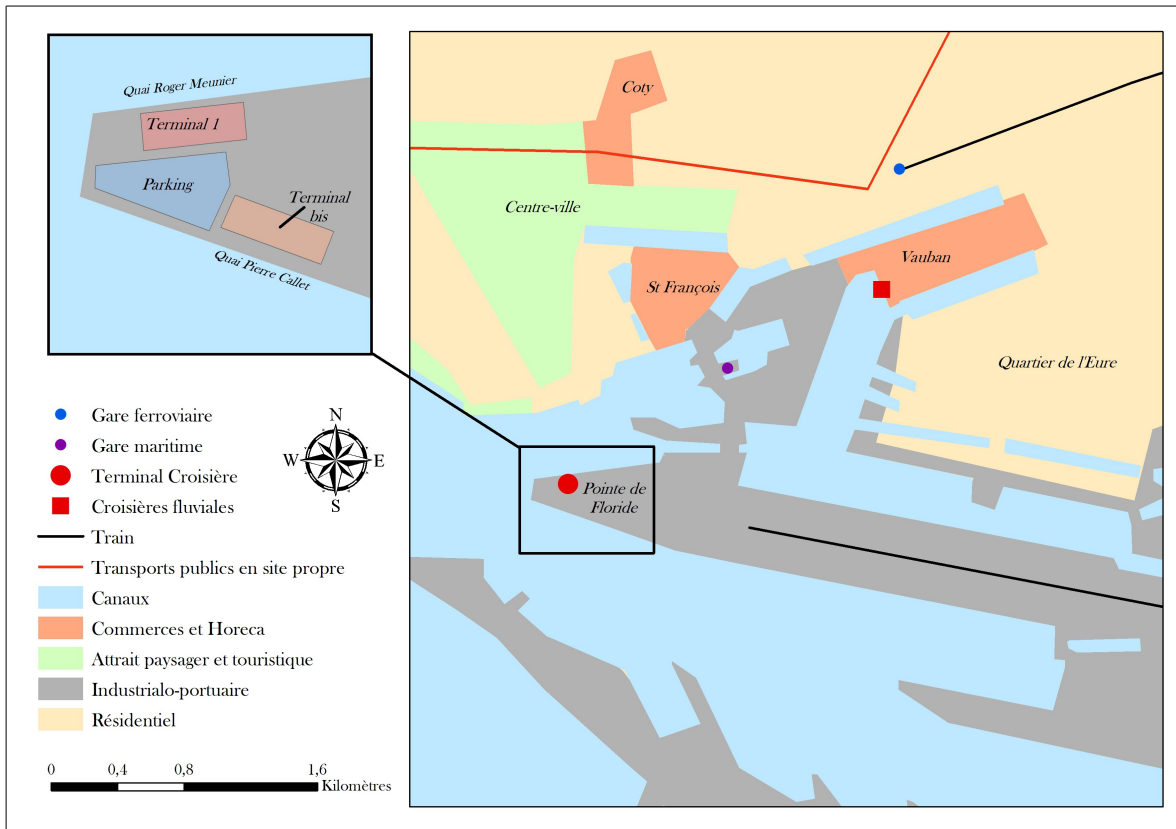 Quai Roger Meunier
Terminal 1
Parking
Terminal
bis
Quai Pierre Callet
Coty
Centre-ville
Vauban
St François
Quartier de l'Eure
Pointe de
Floride
Gare ferroviaire
Gare maritime
Terminal Croisière
Croisières fluviales
Train
Transports publics en site propre
Canaux
Commerces et Horeca
Attrait paysager et touristique
Industrialo-portuaire
Résidentiel
N
W E
S
0 0,4 0,8 1,6
Kilomètres